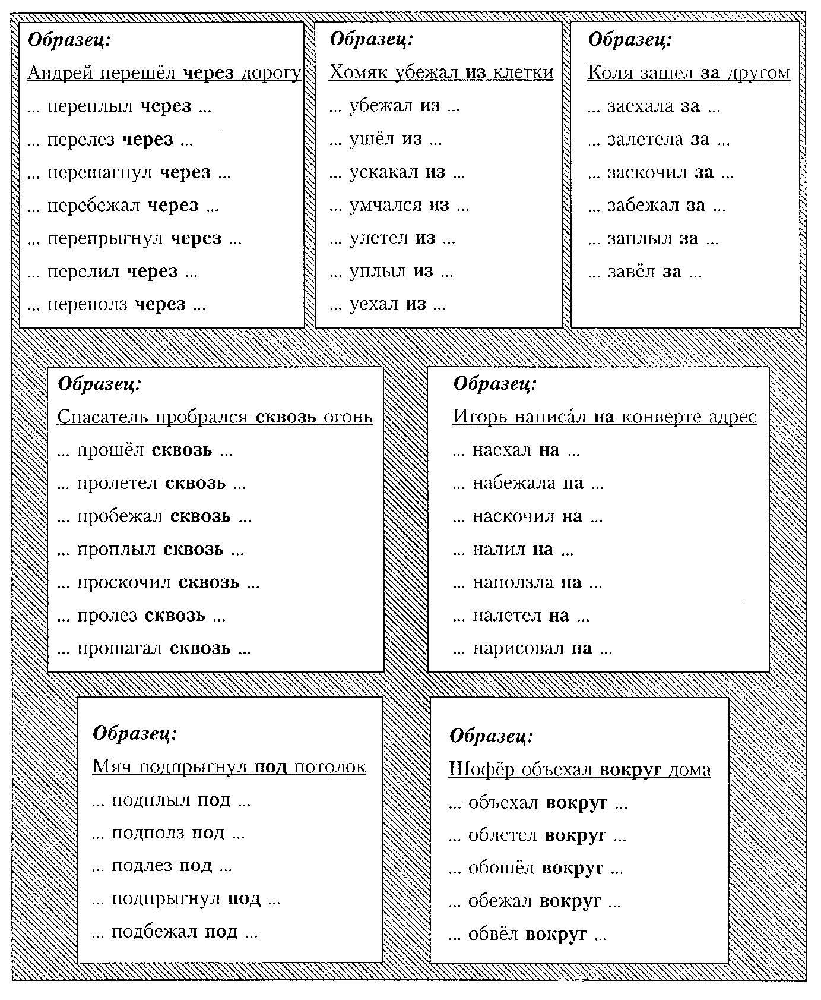 Образец:
Андрей перешёл через дорогу
... переплыл через ...
... перелез через ...
... перешагнул через ...
... перебежал через ...
... перепрыгнул через ...
... перелил через ...
... переполз через ...
Образец:
Хомяк убежал из клетки
... убежал из ...
... ушёл из ...
... ускакал из ...
... умчался из ...
... улетел из ...
... уплыл из ...
... уехал из ...
Образец:
Коля зашел за другом
... заехала за ...
... залетела за ...
... заскочил за ...
... забежал за ...
... заплыл за ...
... завёл за ...
Образец:
Спасатель пробрался сквозь огонь
... прошёл сквозь ...
... пролетел сквозь ...
... пробежал сквозь ...
... проплыл сквозь ...
... проскочил сквозь ...
... пролез сквозь ...
... прошагал сквозь ...
Образец:
Игорь написа́л на конверте адрес
... наехал на ...
... набежала на ...
... наскочил на ...
... налил на ...
... наползла на ...
... налетел на ...
... нарисовал на ...
Образец:
Мяч подпрыгнул под потолок
... подплыл под ...
... подполз под ...
... подлез под ...
... подпрыгнул под ...
... подбежал под ...
Образец:
Шофёр объехал вокруг дома
... объехал вокруг ...
... облетел вокруг ...
... обошёл вокруг ...
... обежал вокруг ...
... обвёл вокруг ...